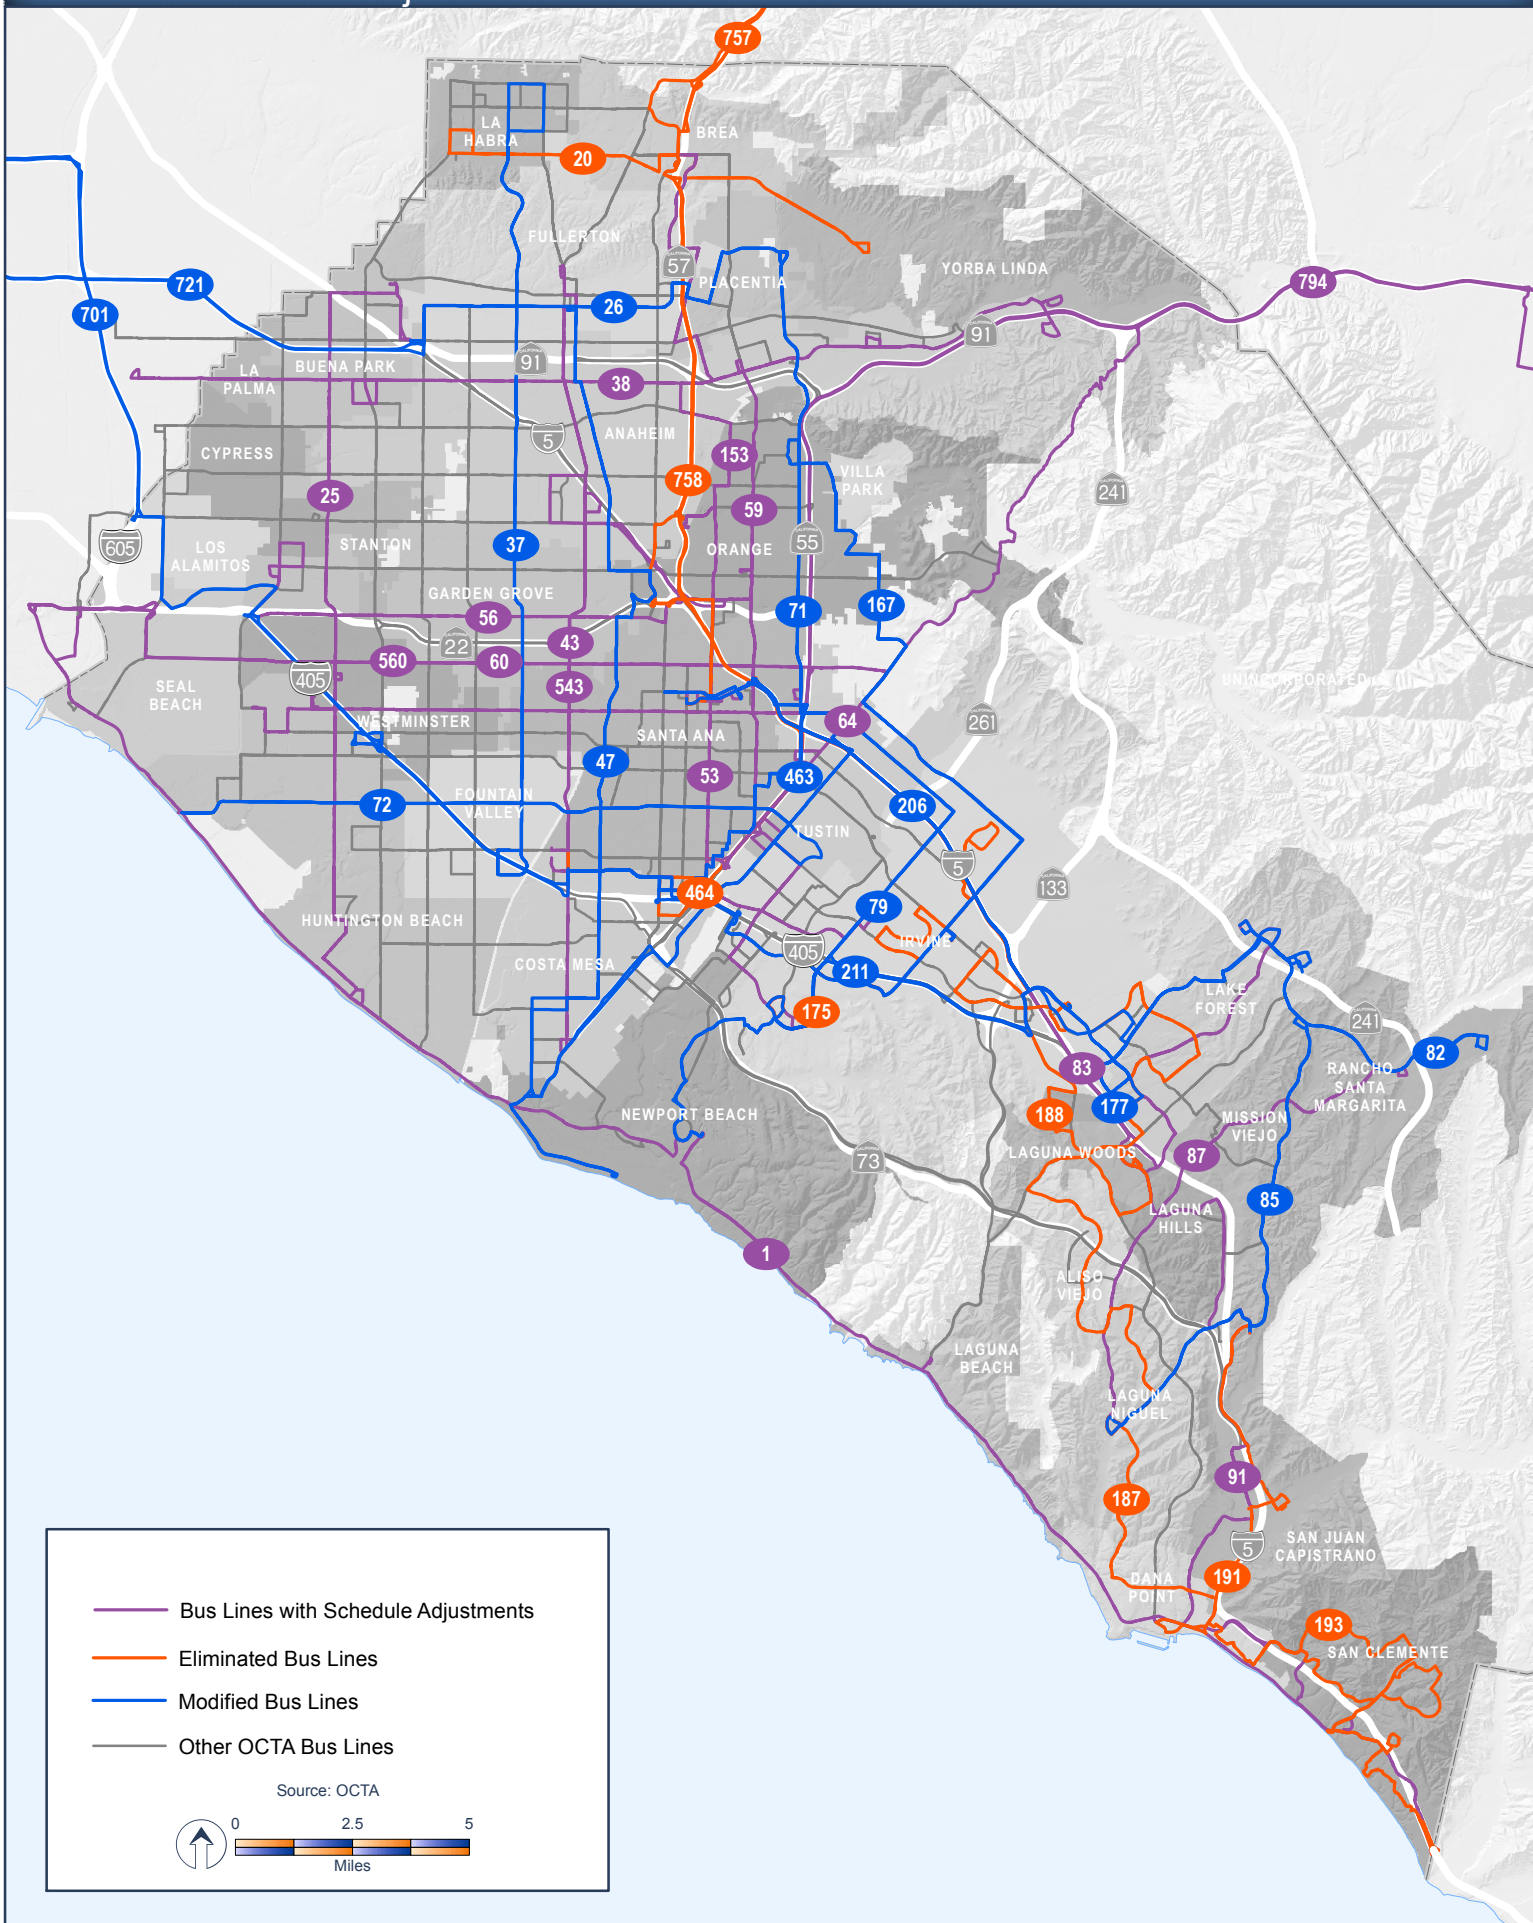 757
LA
HABRA
BREA
20
FULLERTON
57
PLACENTIA
YORBA LINDA
794
721
701
26
91
91
BUENA PARK
LA
PALMA
38
5
ANAHEIM
CYPRESS
153
758
VILLA
PARK
25
59
241
605
LOS
ALAMITOS
STANTON
37
ORANGE
55
GARDEN GROVE
56
71
167
22
43
560
60
405
543
SEAL
BEACH
UNINCORPORATED
WESTMINSTER
64
261
SANTA ANA
47
53
463
72
FOUNTAIN
VALLEY
206
TUSTIN
5
133
464
79
HUNTINGTON BEACH
IRVINE
405
COSTA MESA
211
175
LAKE
FOREST
241
82
83
RANCHO
SANTA
MARGARITA
NEWPORT BEACH
188
177
MISSION
VIEJO
73
LAGUNA WOODS
87
85
LAGUNA
HILLS
1
ALISO
VIEJO
LAGUNA
BEACH
LAGUNA
NIGUEL
91
187
5
SAN JUAN
CAPISTRANO
191
DANA
POINT
193
SAN CLEMENTE
Bus Lines with Schedule Adjustments
Eliminated Bus Lines
Modified Bus Lines
Other OCTA Bus Lines
Source: OCTA
0 2.5 5
Miles